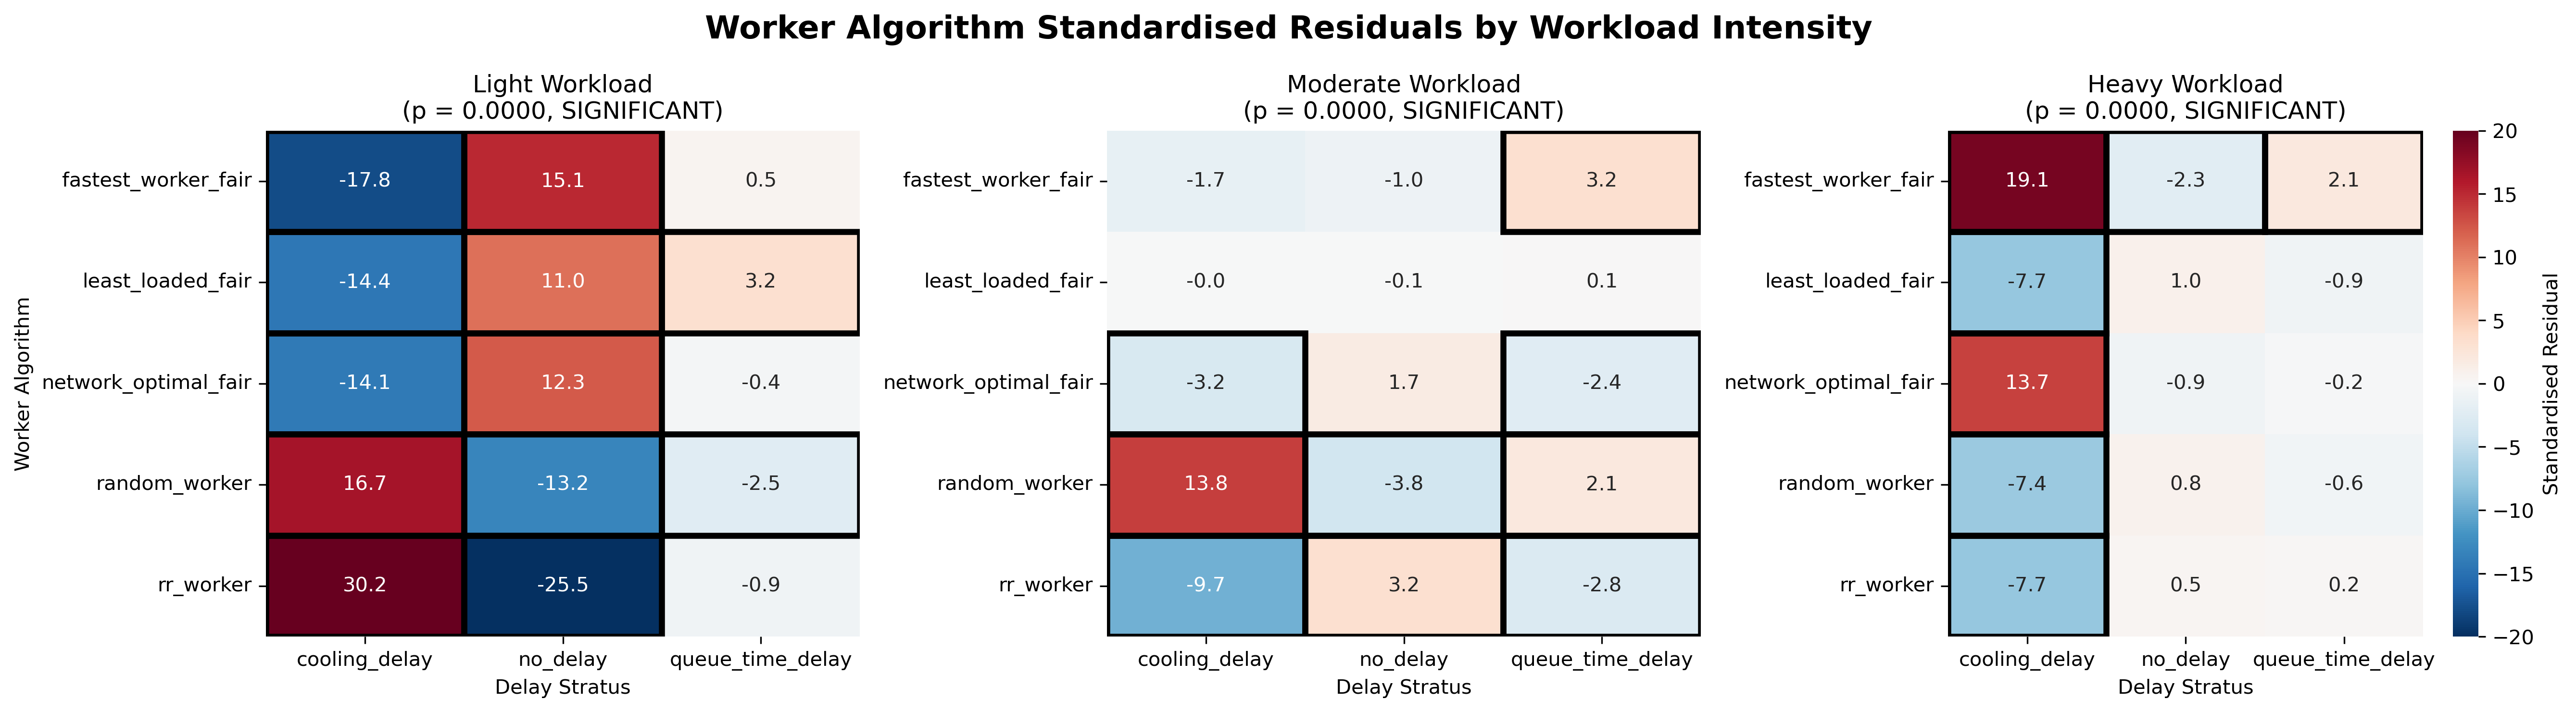 Worker Algorithm Standardised Residuals by Workload Intensity
Light Workload
(p = 0.0000, SIGNIFICANT)
Worker Algorithm
fastest_worker_fair -17.8 15.1 0.5
least_loaded_fair -14.4 11.0 3.2
network_optimal_fair -14.1 12.3 -0.4
random_worker 16.7 -13.2 -2.5
rr_worker 30.2 -25.5 -0.9
cooling_delay no_delay queue_time_delay
Delay Stratus
Moderate Workload
(p = 0.0000, SIGNIFICANT)
fastest_worker_fair -1.7 -1.0 3.2
least_loaded_fair -0.0 -0.1 0.1
network_optimal_fair -3.2 1.7 -2.4
random_worker 13.8 -3.8 2.1
rr_worker -9.7 3.2 -2.8
cooling_delay no_delay queue_time_delay
Delay Stratus
Heavy Workload
(p = 0.0000, SIGNIFICANT)
fastest_worker_fair 19.1 -2.3 2.1
least_loaded_fair -7.7 1.0 -0.9
network_optimal_fair 13.7 -0.9 -0.2
random_worker -7.4 0.8 -0.6
rr_worker -7.7 0.5 0.2
cooling_delay no_delay queue_time_delay
Delay Stratus
20
15
10
5
0
−5
−10
−15
−20
Standardised Residual